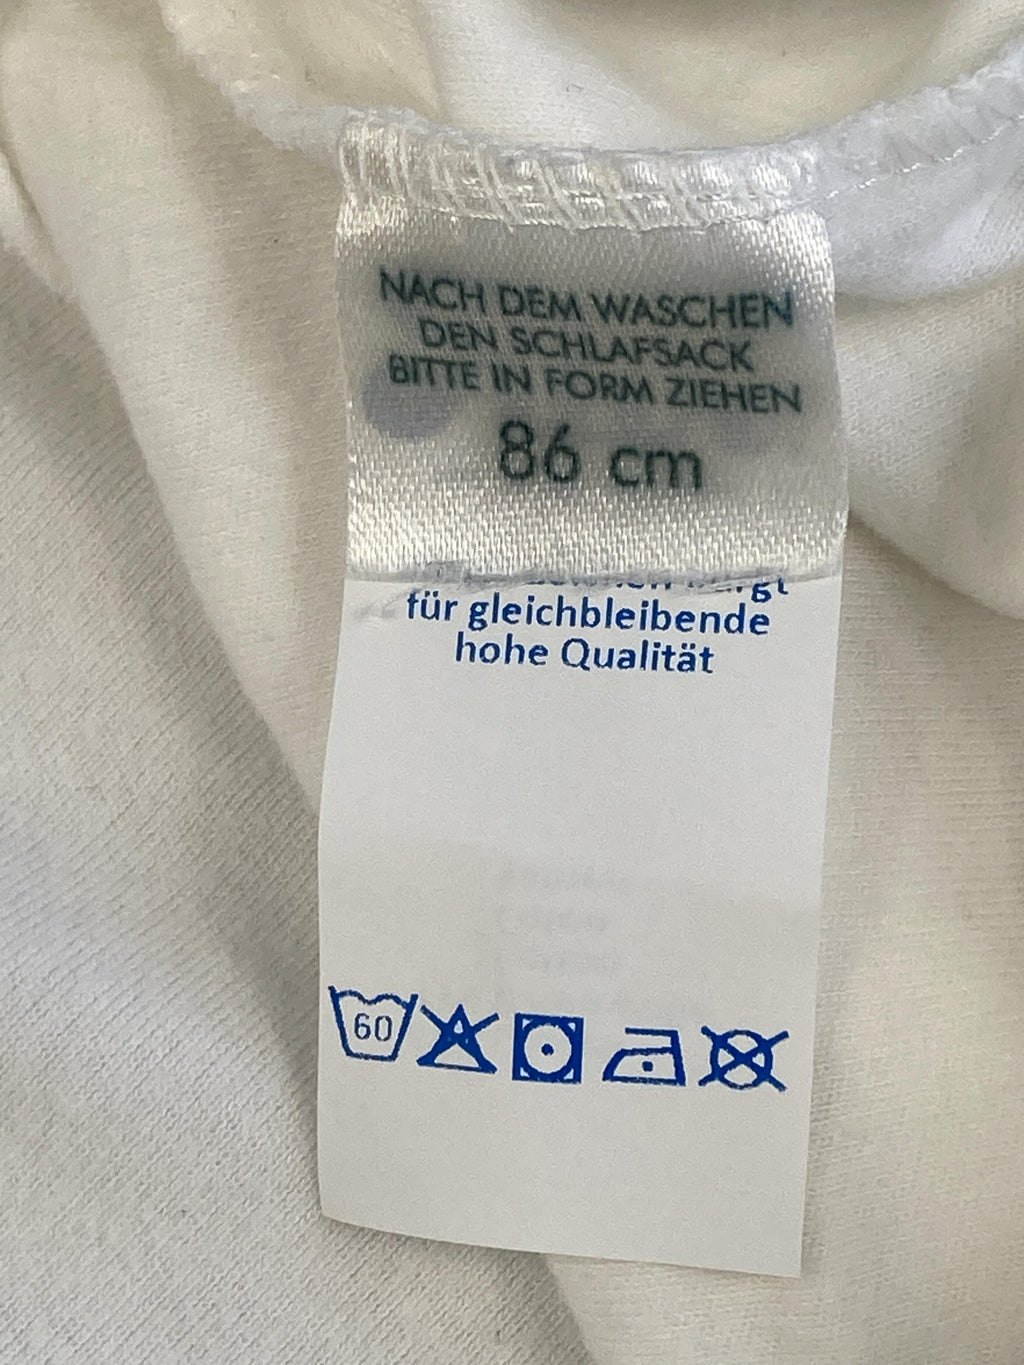 NACH DEM WASCHEN
DEN SCHLAFSACK
BITTE IN FORM ZIEHEN
86 cm
für gleichbleibende
hohe Qualität
60